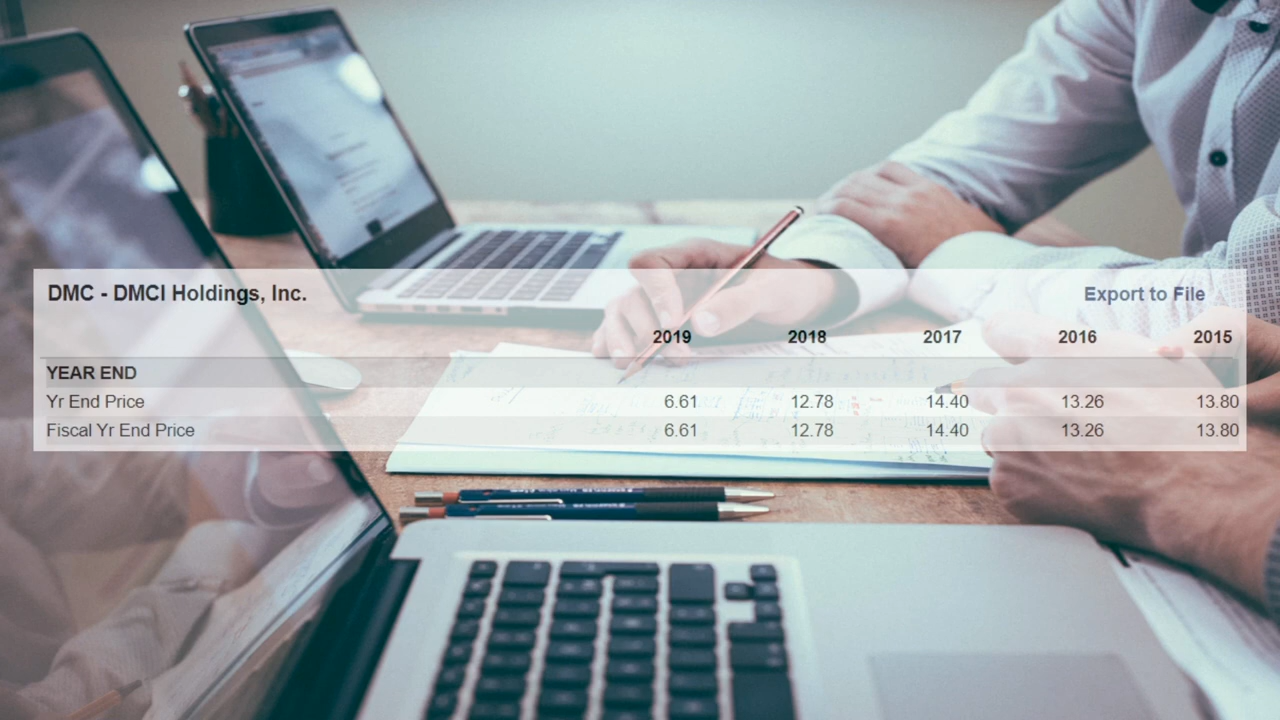 DMC - DMCI Holdings, Inc. Export to File
2019 2018 2017 2016 2015
YEAR END
Yr End Price 6.61 12.78 14.40 13.26 13.80
Fiscal Yr End Price 6.61 12.78 14.40 13.26 13.80